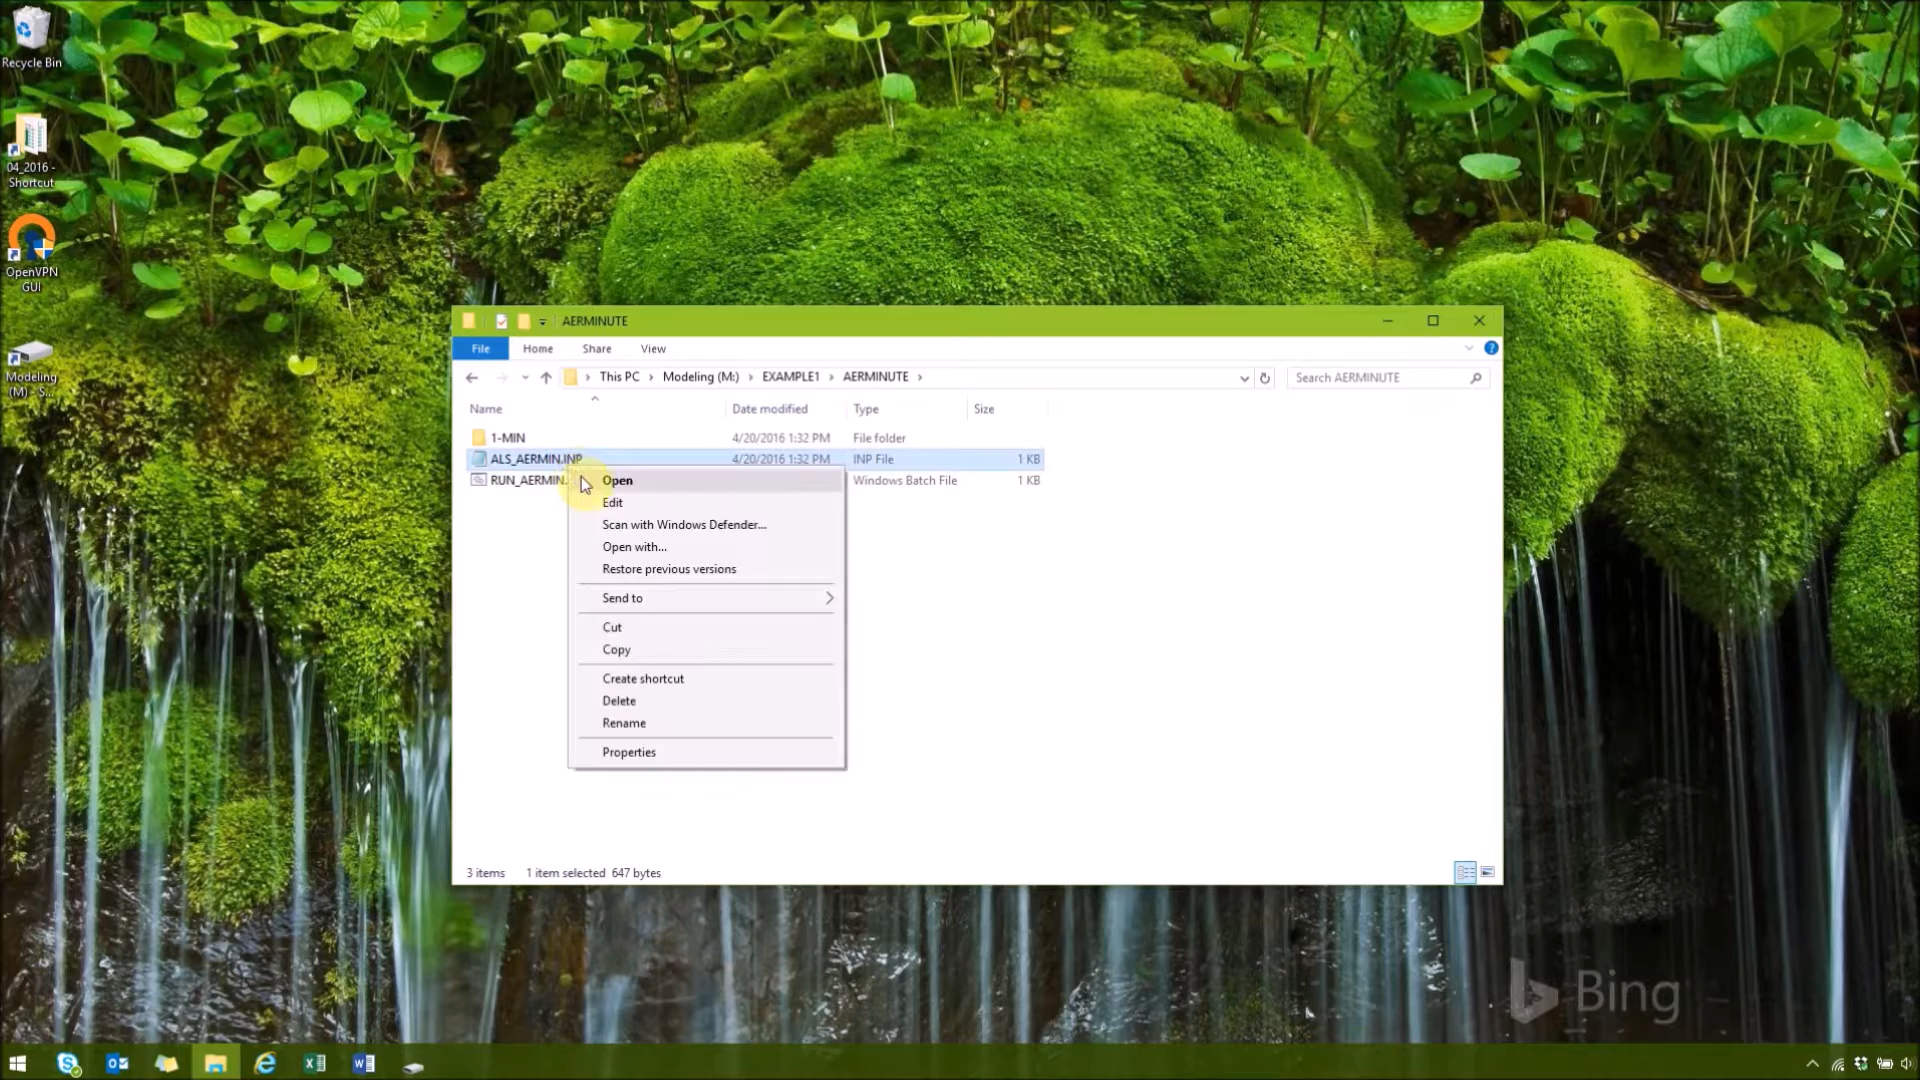 Recycle Bin
04_2016 -
Shortcut
OpenVPN
GUI
Modeling
(M) - S...
AERMINUTE
File Home Share View
This PC > Modeling (M:) > EXAMPLE1 > AERMINUTE >
Search AERMINUTE
Name Date modified Type Size
1-MIN 4/20/2016 1:32 PM File folder
ALS_AERMIN.INP 4/20/2016 1:32 PM INP File 1 KB
RUN_AERMIN. Windows Batch File 1 KB
Open
Edit
Scan with Windows Defender...
Open with...
Restore previous versions
Send to
Cut
Copy
Create shortcut
Delete
Rename
Properties
3 items 1 item selected 647 bytes
Bing